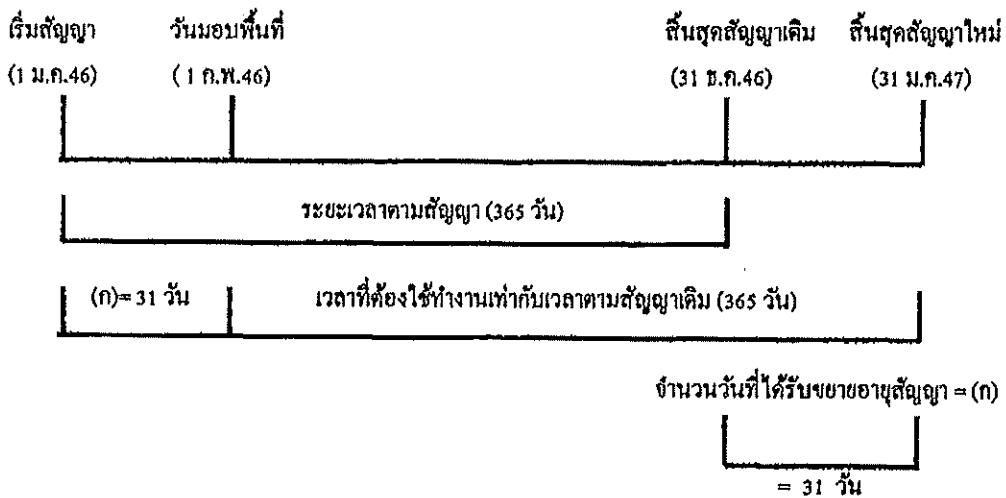 เริ่มสัญญา วันมอบพื้นที่ สิ้นสุดสัญญาเดิม สิ้นสุดสัญญาใหม่
(1 ม.ค.46) (1 ก.พ.46) (31 ธ.ค.46) (31 ม.ค.47)
ระยะเวลาตามสัญญา (365 วัน)
(ก)= 31 วัน เวลาที่ต้องใช้ทำงานเท่ากับเวลาตามสัญญาเดิม (365 วัน)
จำนวนวันที่ได้รับขยายอายุสัญญา = (ก)
= 31 วัน